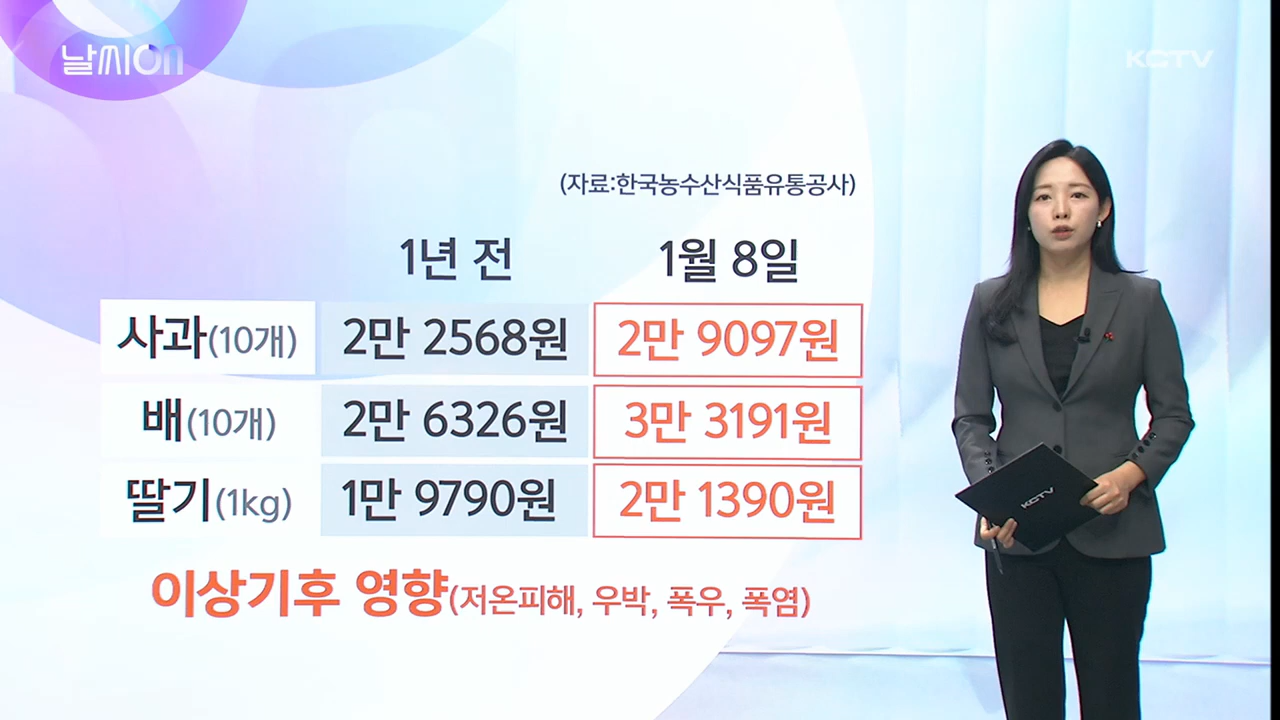 날씨on
KCTV
(자료:한국농수산식품유통공사)
1년 전 1월 8일
사과(10개) 2만 2568원 2만 9097원
배(10개) 2만 6326원 3만 3191원
딸기(1kg) 1만 9790원 2만 1390원
이상기후 영향(저온피해, 우박, 폭우, 폭염)
KCTV